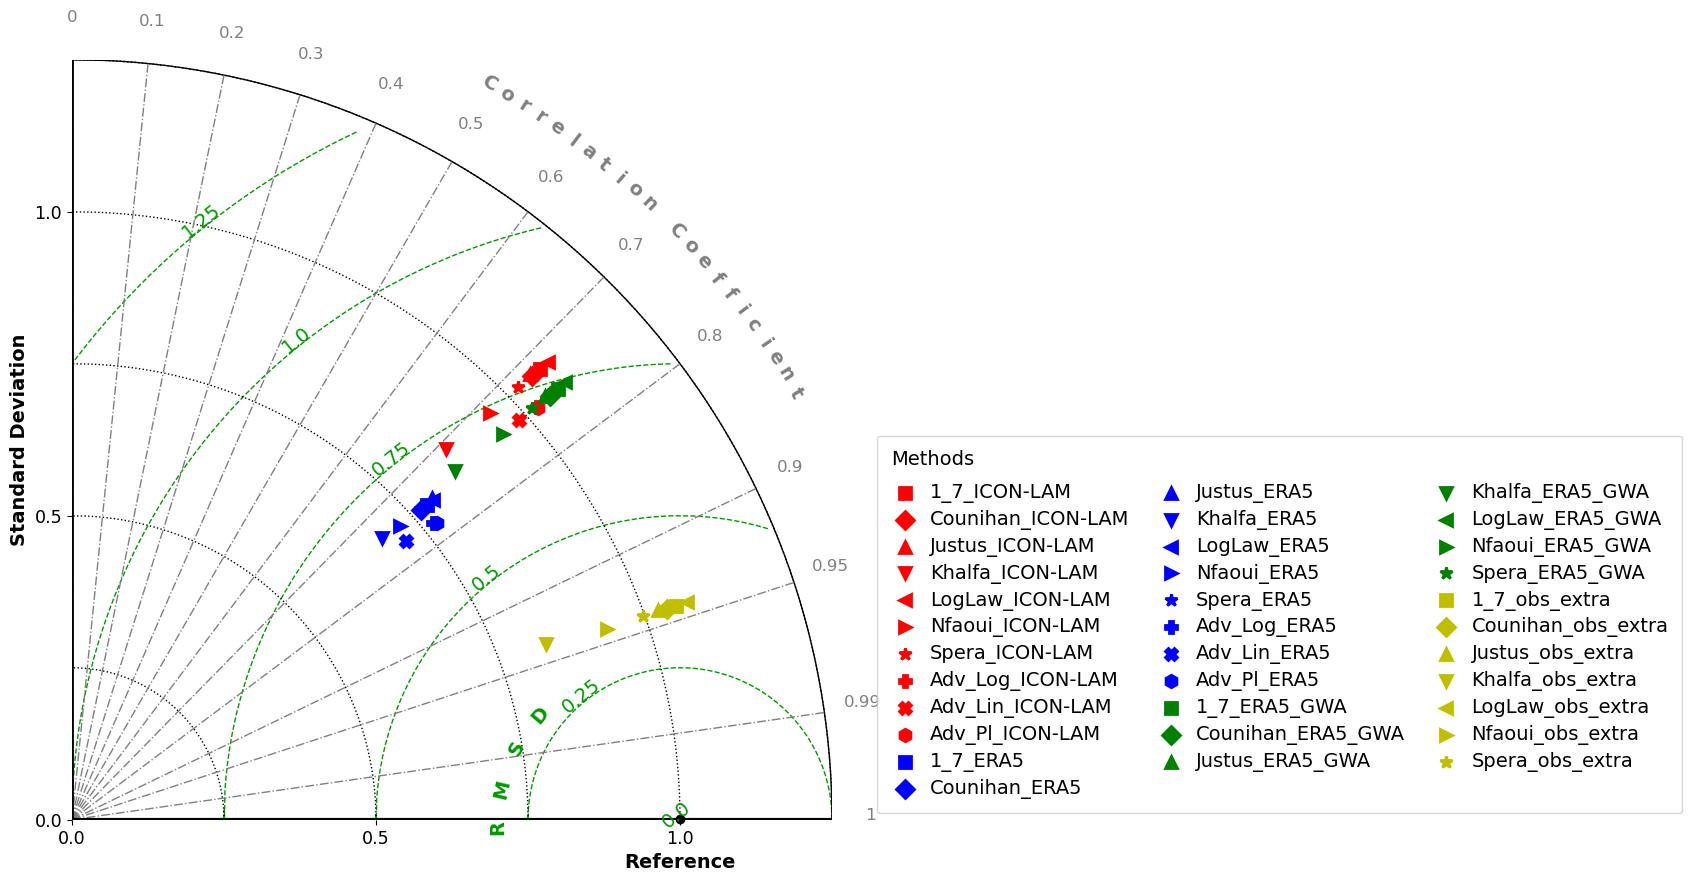 0
0.1
0.2
0.3
0.4
0.5
0.6
0.7
0.8
0.9
0.95
0.99
1
Correlation Coefficient
Standard Deviation
1.0
0.5
0.0
0.0
0.5
1.0
Reference
1.25
1.0
0.75
0.5
0.25
0.0
RMSD
Methods
1_7_ICON-LAM
Counihan_ICON-LAM
Justus_ICON-LAM
Khalfa_ICON-LAM
LogLaw_ICON-LAM
Nfaoui_ICON-LAM
Spera_ICON-LAM
Adv_Log_ICON-LAM
Adv_Lin_ICON-LAM
Adv_Pl_ICON-LAM
1_7_ERA5
Counihan_ERA5
Justus_ERA5
Khalfa_ERA5
LogLaw_ERA5
Nfaoui_ERA5
Spera_ERA5
Adv_Log_ERA5
Adv_Lin_ERA5
Adv_Pl_ERA5
1_7_ERA5_GWA
Counihan_ERA5_GWA
Justus_ERA5_GWA
Khalfa_ERA5_GWA
LogLaw_ERA5_GWA
Nfaoui_ERA5_GWA
Spera_ERA5_GWA
1_7_obs_extra
Counihan_obs_extra
Justus_obs_extra
Khalfa_obs_extra
LogLaw_obs_extra
Nfaoui_obs_extra
Spera_obs_extra